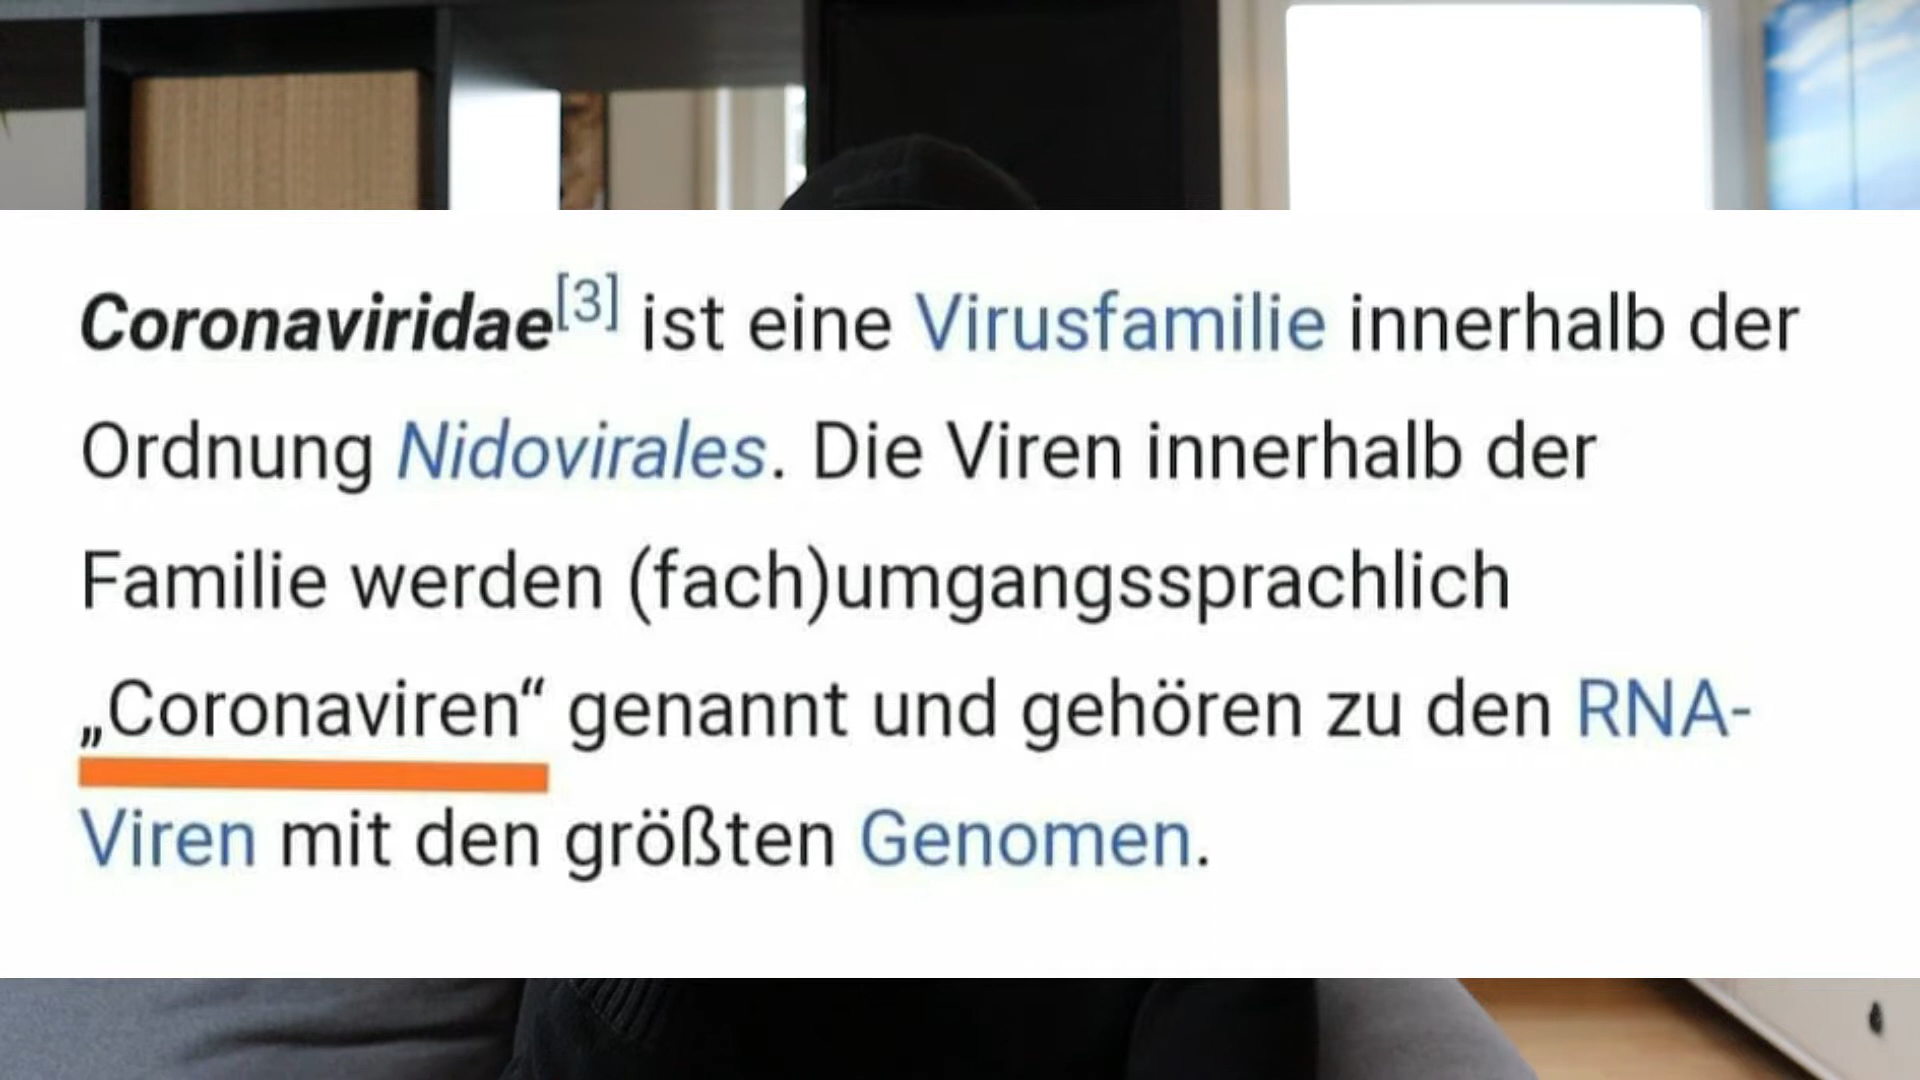 Coronaviridae[3] ist eine Virusfamilie innerhalb der
Ordnung Nidovirales. Die Viren innerhalb der
Familie werden (fach)umgangssprachlich
„Coronaviren“ genannt und gehören zu den RNA-
Viren mit den größten Genomen.